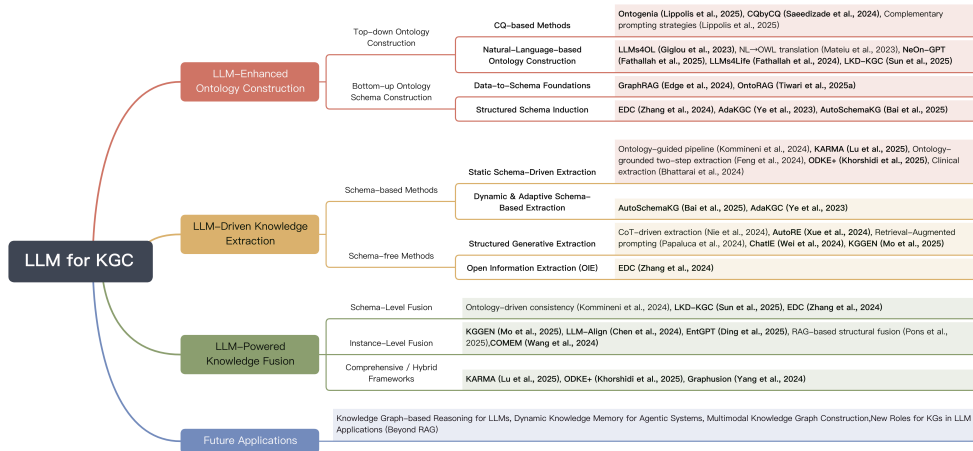 LLM for KGC
LLM-Enhanced
Ontology Construction
Top-down Ontology
Construction
CQ-based Methods
Ontogenia (Lippolis et al., 2025), CQbyCQ (Saeedizade et al., 2024), Complementary
prompting strategies (Lippolis et al., 2025)
Natural-Language-based
Ontology Construction
LLMs4OL (Giglou et al., 2023), NL→OWL translation (Mateiu et al., 2023), NeOn-GPT
(Fathallah et al., 2025), LLMs4Life (Fathallah et al., 2024), LKD-KGC (Sun et al., 2025)
Bottom-up Ontology
Schema Construction
Data-to-Schema Foundations
GraphRAG (Edge et al., 2024), OntoRAG (Tiwari et al., 2025a)
Structured Schema Induction
EDC (Zhang et al., 2024), AdaKGC (Ye et al., 2023), AutoSchemaKG (Bai et al., 2025)
LLM-Driven Knowledge
Extraction
Schema-based Methods
Static Schema-Driven Extraction
Ontology-guided pipeline (Kommineni et al., 2024), KARMA (Lu et al., 2025), Ontology-
grounded two-step extraction (Feng et al., 2024), ODKE+ (Khorshidi et al., 2025), Clinical
extraction (Bhattarai et al., 2024)
Dynamic & Adaptive Schema-
Based Extraction
AutoSchemaKG (Bai et al., 2025), AdaKGC (Ye et al., 2023)
Schema-free Methods
Structured Generative Extraction
CoT-driven extraction (Nie et al., 2024), AutoRE (Xue et al., 2024), Retrieval-Augmented
prompting (Papaluca et al., 2024), ChatIE (Wei et al., 2024), KGGEN (Mo et al., 2025)
Open Information Extraction (OIE)
EDC (Zhang et al., 2024)
LLM-Powered
Knowledge Fusion
Schema-Level Fusion
Ontology-driven consistency (Kommineni et al., 2024), LKD-KGC (Sun et al., 2025), EDC (Zhang et al., 2024)
Instance-Level Fusion
KGGEN (Mo et al., 2025), LLM-Align (Chen et al., 2024), EntGPT (Ding et al., 2025), RAG-based structural fusion (Pons et al.,
2025),COMEM (Wang et al., 2024)
Comprehensive / Hybrid
Frameworks
KARMA (Lu et al., 2025), ODKE+ (Khorshidi et al., 2025), Graphusion (Yang et al., 2024)
Future Applications
Knowledge Graph-based Reasoning for LLMs, Dynamic Knowledge Memory for Agentic Systems, Multimodal Knowledge Graph Construction,New Roles for KGs in LLM
Applications (Beyond RAG)